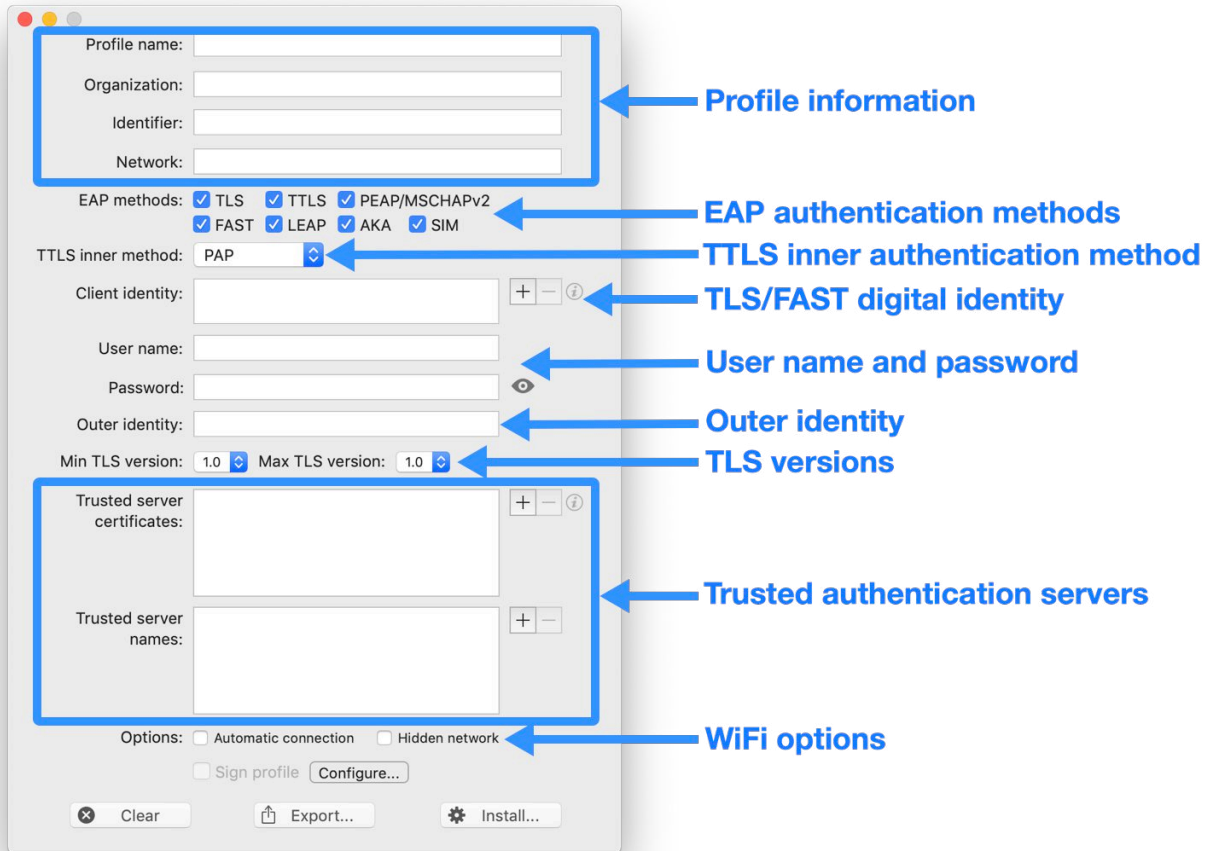 Profile name:
Organization:
Profile information
Identifier:
Network:
EAP methods: TLS TTLS PEAP/MSCHAPv2
FAST LEAP AKA SIM
EAP authentication methods
TTLS inner method: PAP
TTLS inner authentication method
Client identity:
TLS/FAST digital identity
User name:
User name and password
Password:
Outer identity:
Outer identity
Min TLS version: 1.0 Max TLS version: 1.0
TLS versions
Trusted server
certificates:
Trusted authentication servers
Trusted server
names:
Options: Automatic connection Hidden network
WiFi options
Sign profile Configure...
Clear Export... Install...